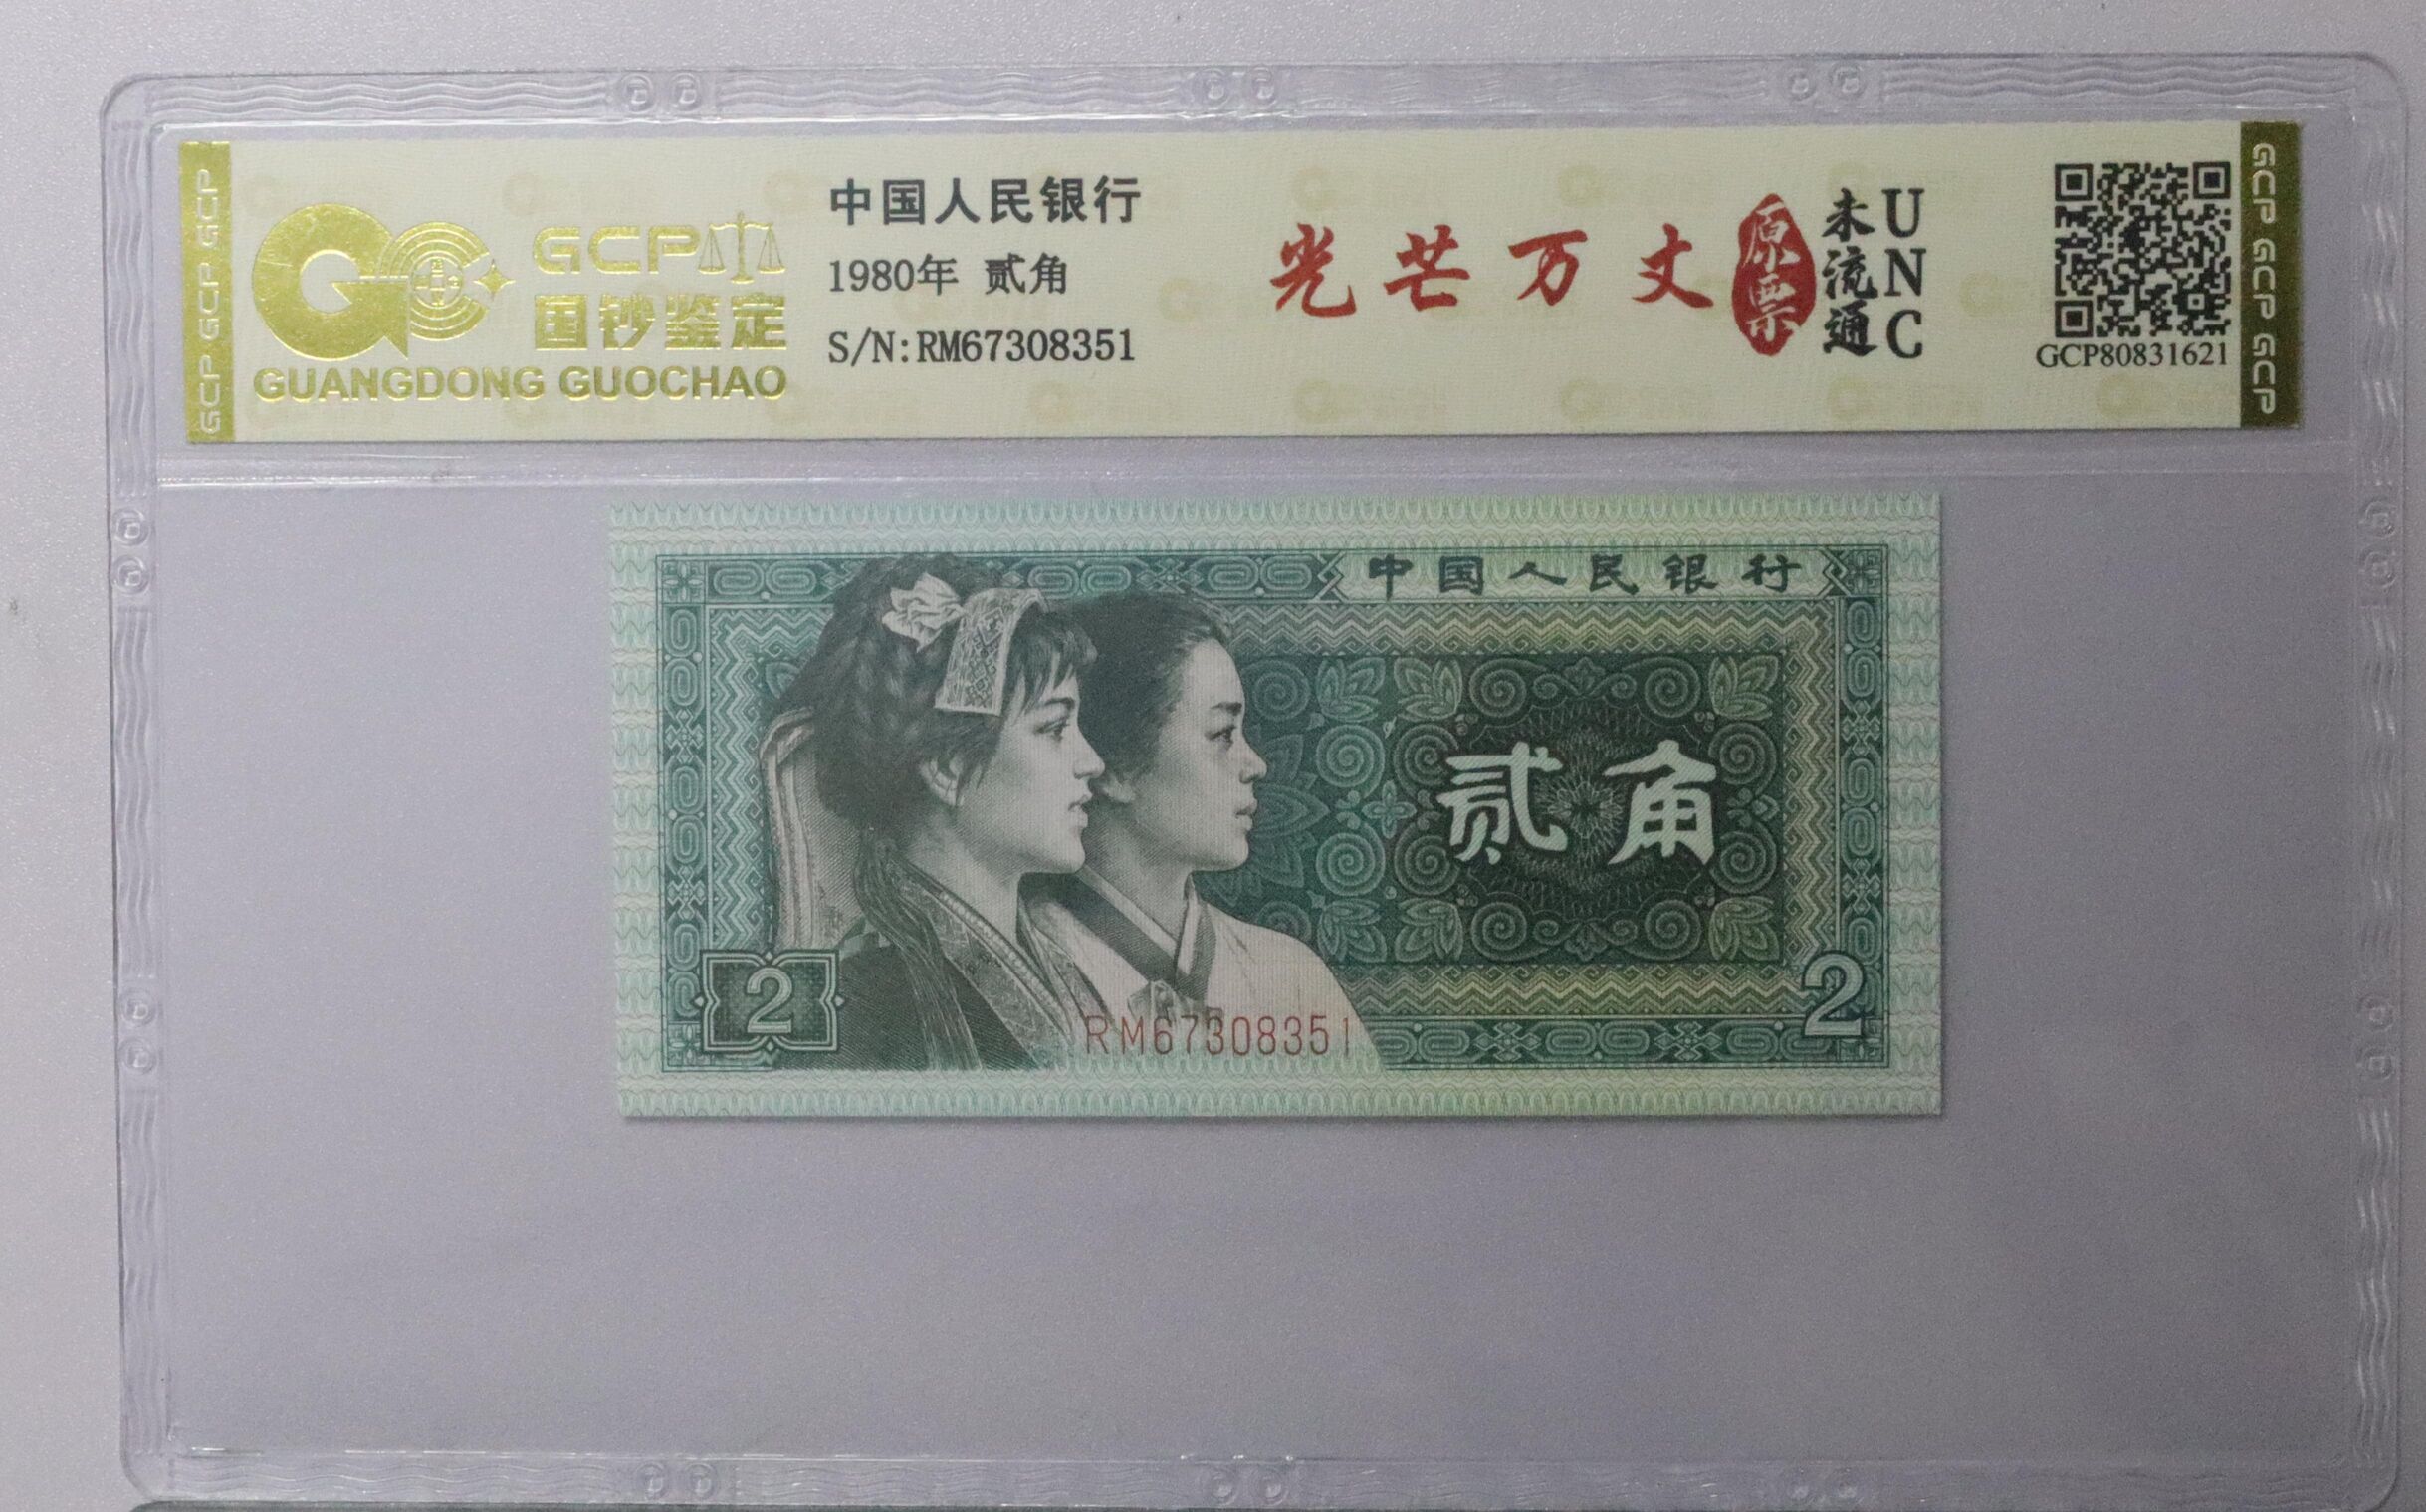 GCP GCP GCP
GCP
国钞鉴定
GUANGDONG GUOCHAO
中国人民银行
1980年 贰角
S/N:RM67308351
光芒万丈
原票
未流通
UNC
GCP80831621
GCP GCP GCP
中国人民银行
贰角
2
2
RM67308351